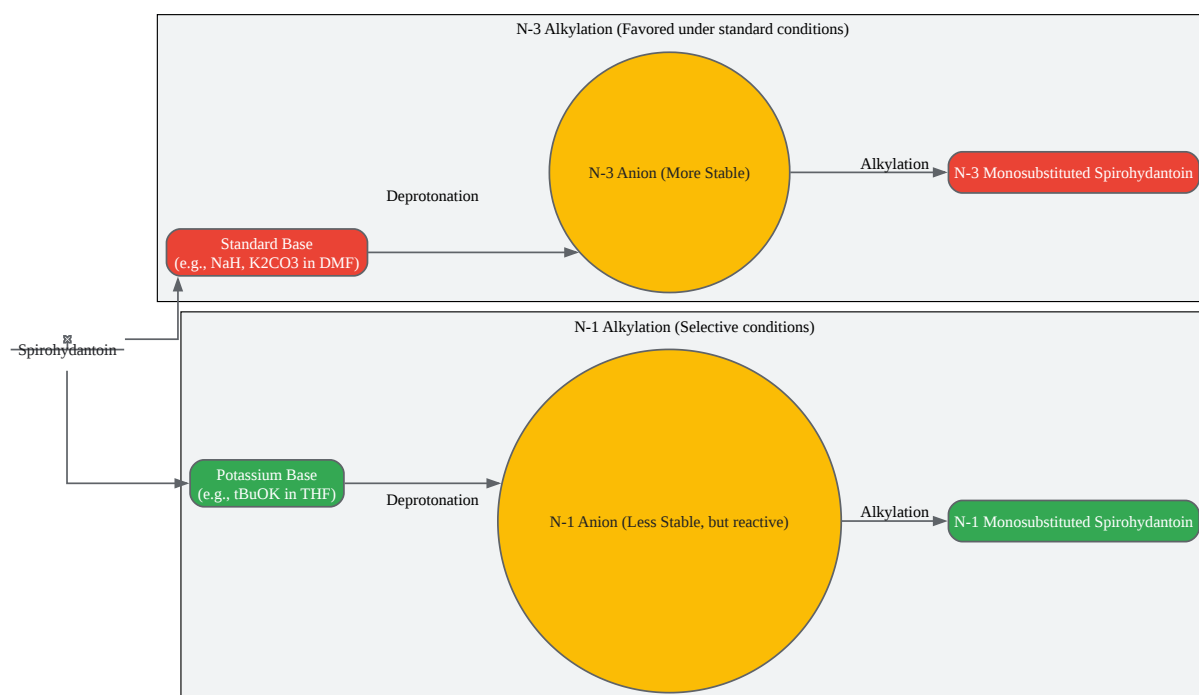 N-3 Alkylation (Favored under standard conditions)
N-3 Anion (More Stable)
Alkylation
N-3 Monosubstituted Spirohydantoin
Deprotonation
Standard Base
(e.g., NaH, K2CO3 in DMF)
N-1 Alkylation (Selective conditions)
Spirohydantoin
Potassium Base
(e.g., tBuOK in THF)
Deprotonation
N-1 Anion (Less Stable, but reactive)
Alkylation
N-1 Monosubstituted Spirohydantoin